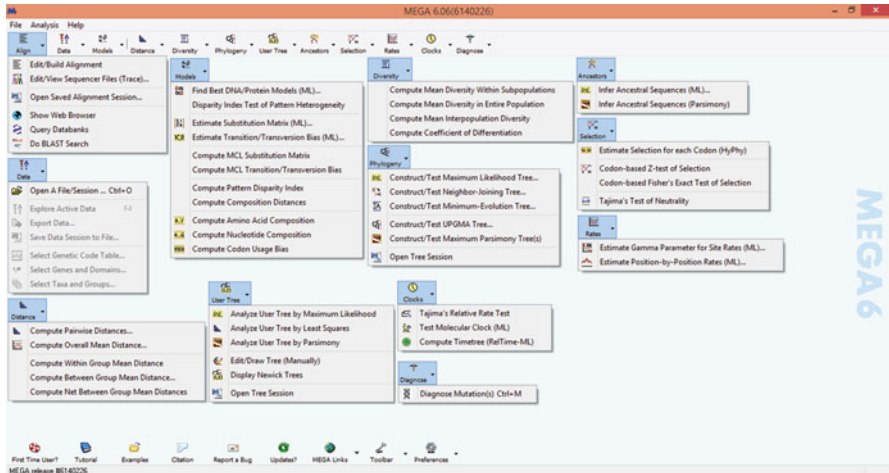 MEGA 6.06(6140226)
File Analysis Help
Align Data Models Distance Diversity Phylogeny User Tree Ancestors Selection Rates Clocks Diagnose
Edit/Build Alignment
Edit/View Sequencer Files (Trace)...
Open Saved Alignment Session...
Show Web Browser
Query Databanks
Do BLAST Search
Data
Open A File/Session ... Ctrl+O
Explore Active Data F4
Export Data...
Save Data Session to File...
Select Genetic Code Table...
Select Genes and Domains...
Select Taxa and Groups...
Distance
Compute Pairwise Distances...
Compute Overall Mean Distance...
Compute Within Group Mean Distance
Compute Between Group Mean Distance...
Compute Net Between Group Mean Distances
Models
Find Best DNA/Protein Models (ML)...
Disparity Index Test of Pattern Heterogeneity
Estimate Substitution Matrix (ML)...
Estimate Transition/Transversion Bias (ML)...
Compute MCL Substitution Matrix
Compute MCL Transition/Transversion Bias
Compute Pattern Disparity Index
Compute Composition Distances
Compute Amino Acid Composition
Compute Nucleotide Composition
Compute Codon Usage Bias
User Tree
Analyze User Tree by Maximum Likelihood
Analyze User Tree by Least Squares
Analyze User Tree by Parsimony
Edit/Draw Tree (Manually)
Display Newick Trees
Open Tree Session
Diversity
Compute Mean Diversity Within Subpopulations
Compute Mean Diversity in Entire Population
Compute Mean Interpopulation Diversity
Compute Coefficient of Differentiation
Phylogeny
Construct/Test Maximum Likelihood Tree...
Construct/Test Neighbor-Joining Tree...
Construct/Test Minimum-Evolution Tree...
Construct/Test UPGMA Tree...
Construct/Test Maximum Parsimony Tree(s)
Open Tree Session
Clocks
Tajima's Relative Rate Test
Test Molecular Clock (ML)
Compute Timetree (RelTime-ML)
Diagnose
Diagnose Mutation(s) Ctrl+M
Ancestors
Infer Ancestral Sequences (ML)...
Infer Ancestral Sequences (Parsimony)
Selection
Estimate Selection for each Codon (HyPhy)
Codon-based Z-test of Selection
Codon-based Fisher's Exact Test of Selection
Tajima's Test of Neutrality
Rates
Estimate Gamma Parameter for Site Rates (ML)...
Estimate Position-by-Position Rates (ML)...
MEGA6
First Time User? Tutorial Examples Citation Report a Bug Updates? MEGA Links Toolbar Preferences
MEGA release #6140226